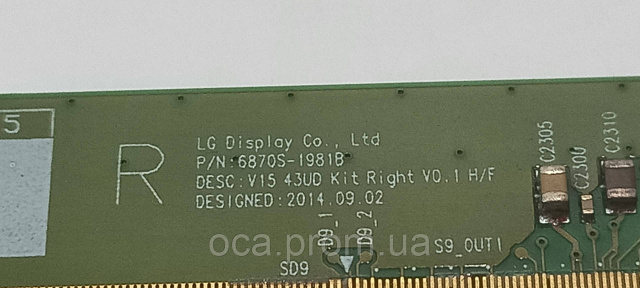 5
R
LG Display Co., Ltd
P/N:6870S-1981B
DESC:V15 43UD Kit Right V0.1 H/F
DESIGNED:2014.09.02
C2305
C2300
C2310
D9_1
D9_2
S9_OUT1
SD9
oca.prom.ua